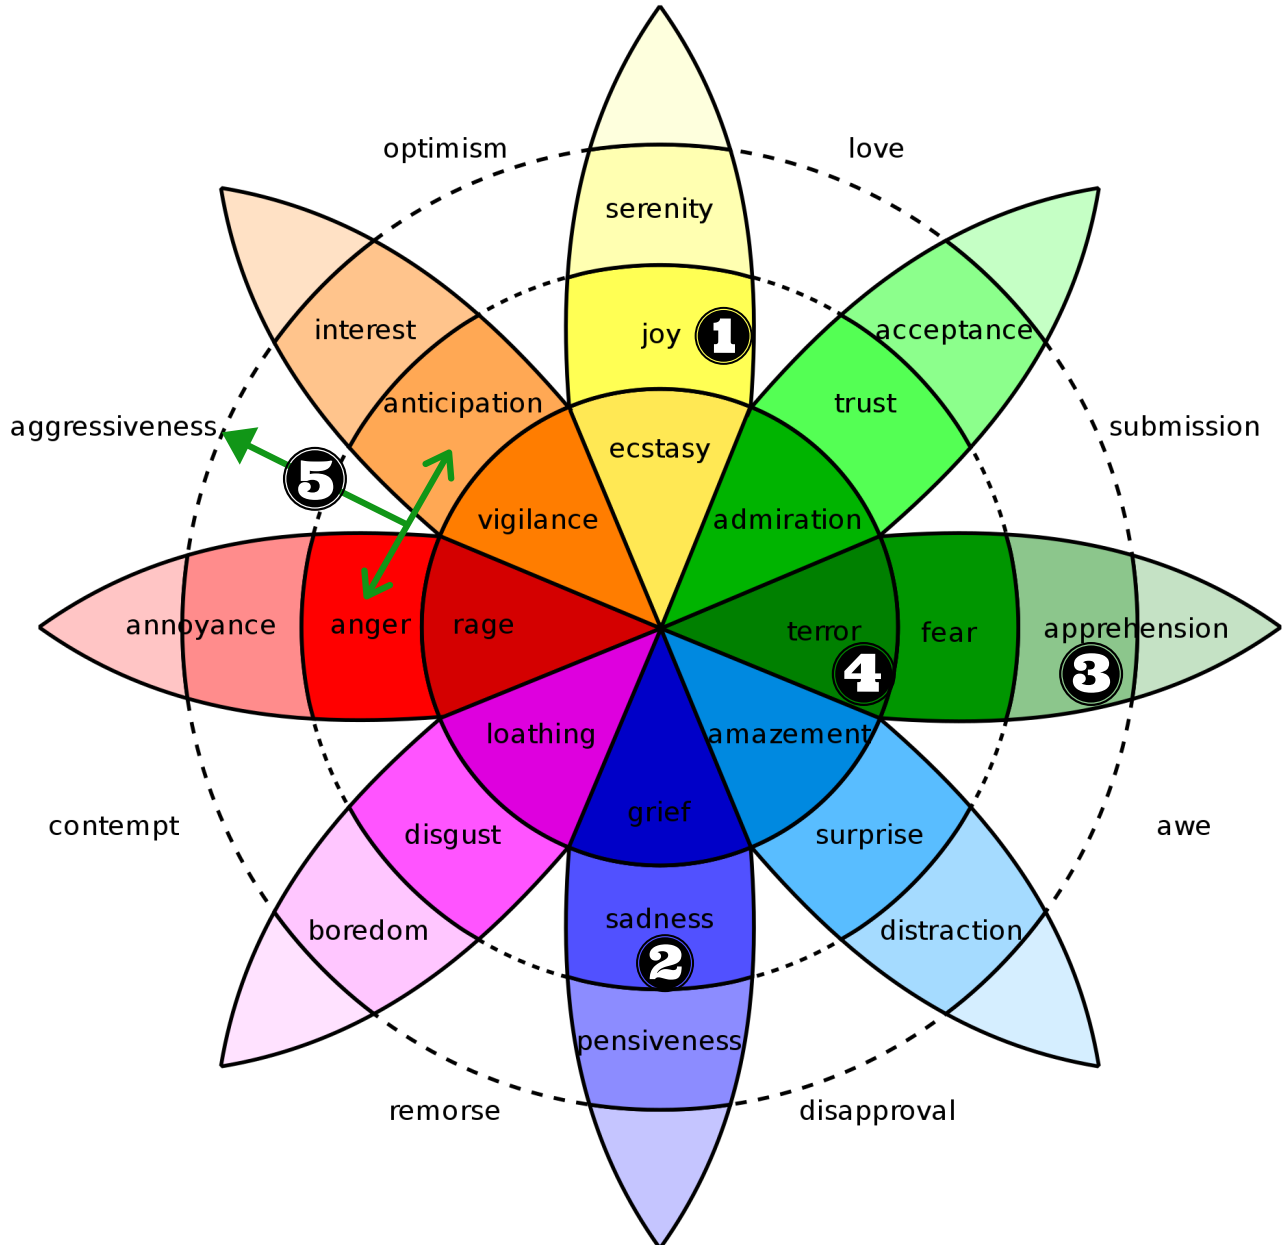 optimism
love
serenity
interest
joy
1
acceptance
anticipation
trust
aggressiveness
submission
ecstasy
5
vigilance
admiration
annoyance
anger
rage
terror
fear
apprehension
4
3
loathing
amazement
contempt
grief
awe
disgust
surprise
sadness
boredom
distraction
2
pensiveness
remorse
disapproval